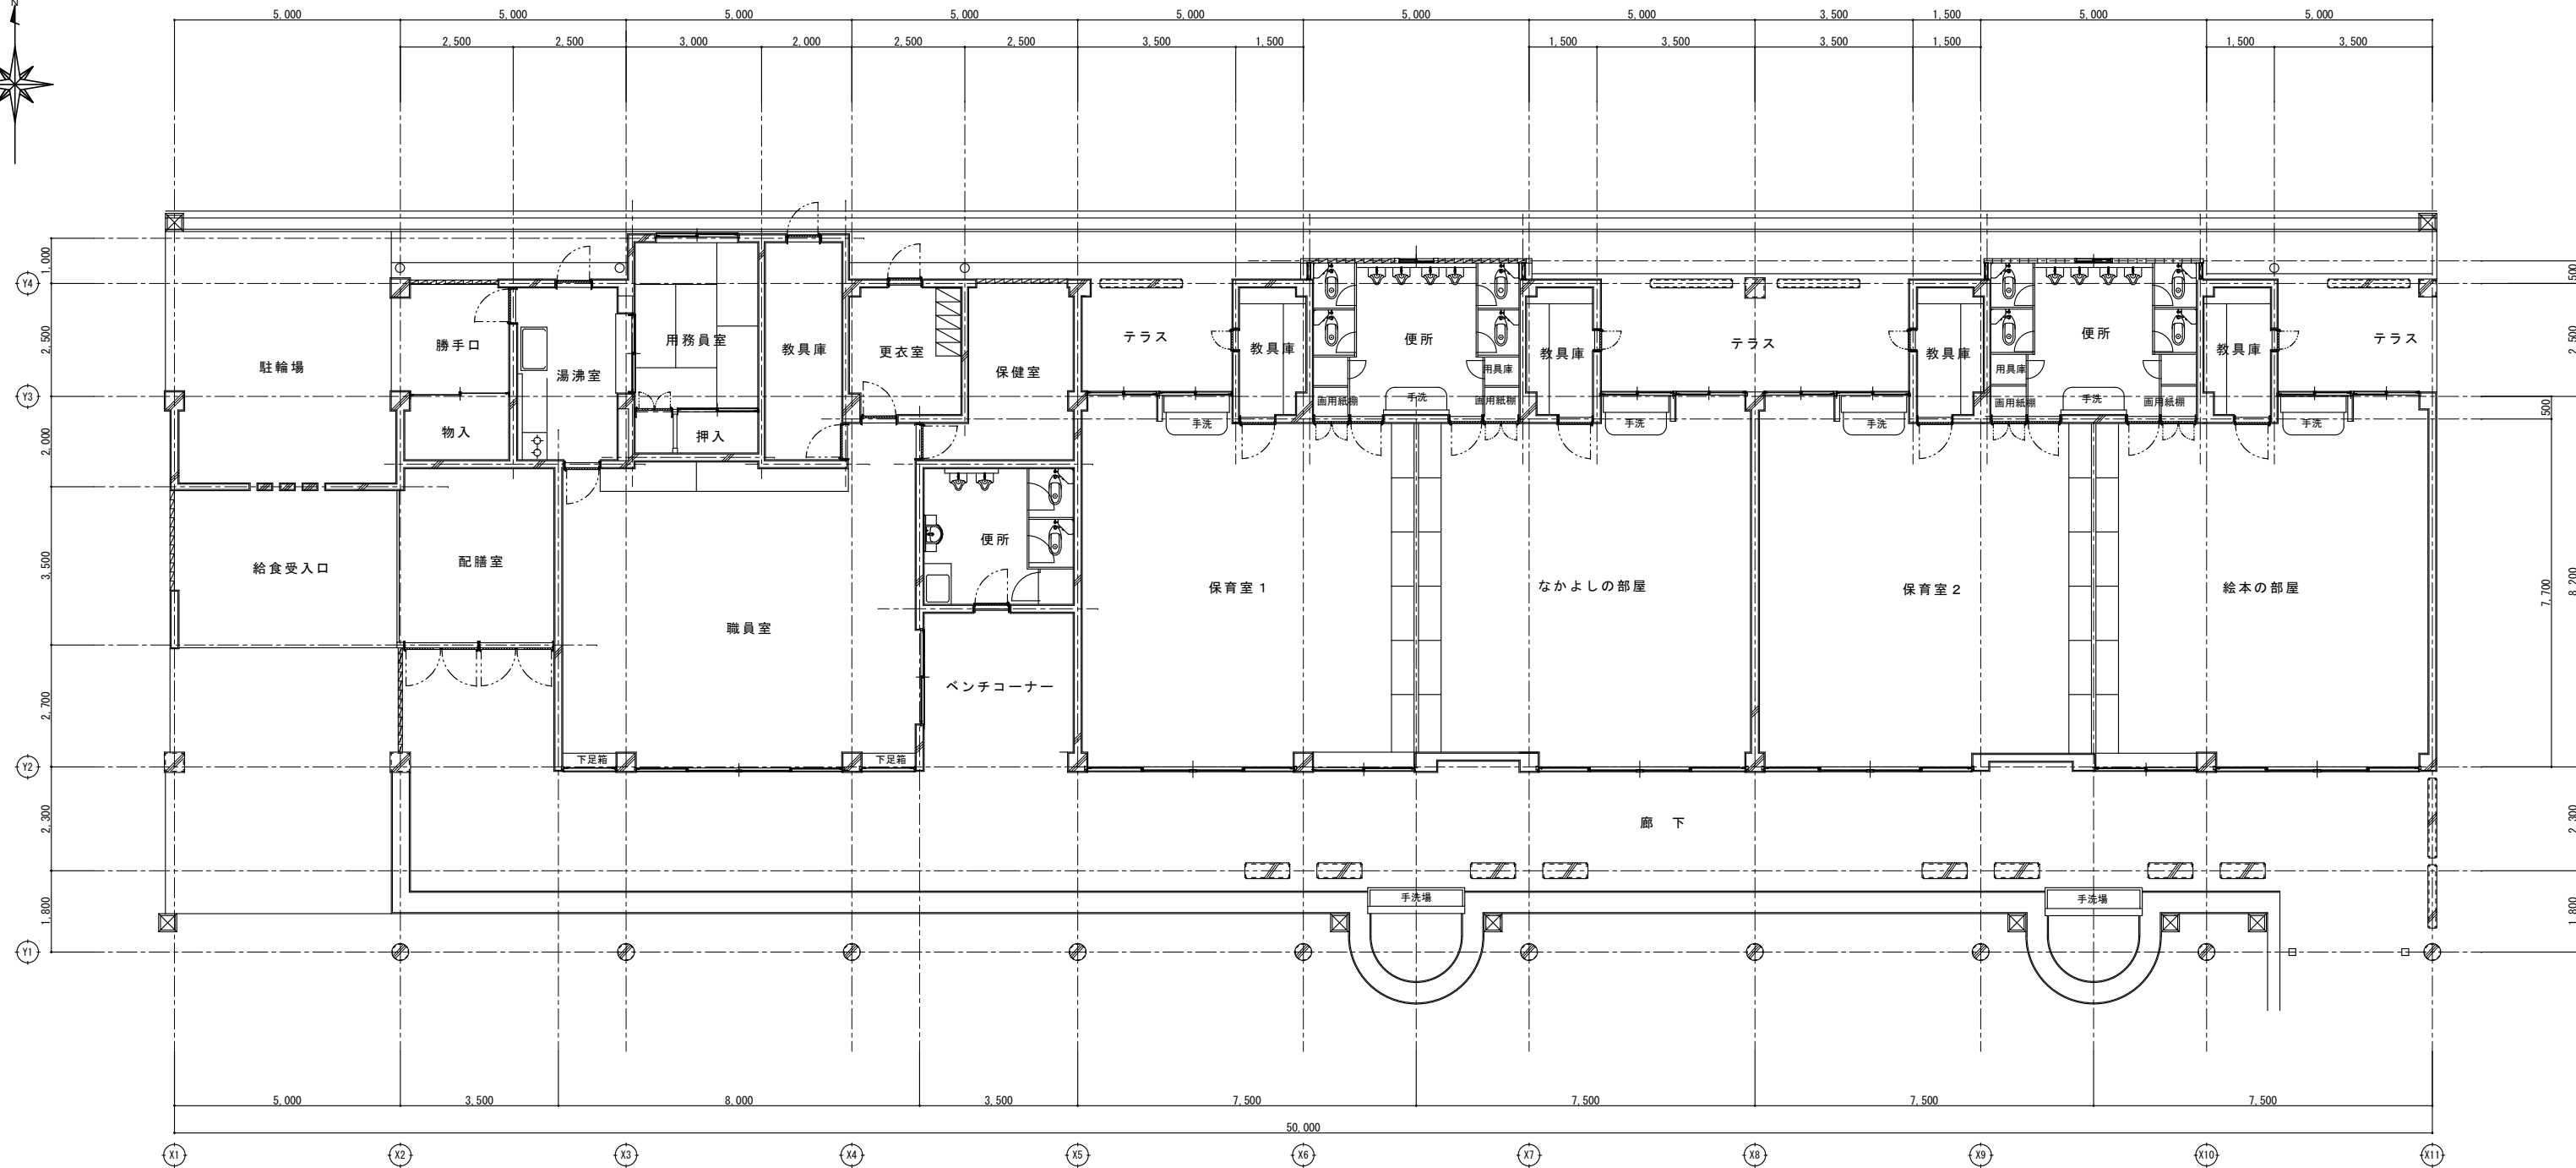 N
5,000 5,000 5,000 5,000 5,000 5,000 5,000 3,500 1,500 5,000 5,000
2,500 2,500 3,000 2,000 2,500 2,500 3,500 1,500 1,500 3,500 3,500 1,500 1,500 3,500
1,000
500
Y4
2,500
2,500
駐輪場
勝手口
湯沸室
用務員室
教具庫
更衣室
保健室
テラス
教具庫
便所
教具庫
テラス
教具庫
便所
教具庫
テラス
用具庫
用具庫
Y3
物入
押入
手洗
画用紙棚
手洗
画用紙棚
手洗
手洗
画用紙棚
手洗
画用紙棚
手洗
2,000
500
3,500
8,200
7,700
給食受入口
配膳室
便所
職員室
ベンチコーナー
保育室1
なかよしの部屋
保育室2
絵本の部屋
2,700
下足箱
下足箱
Y2
2,300
2,300
廊 下
手洗場
手洗場
1,800
1,800
Y1
5,000 3,500 8,000 3,500 7,500 7,500 7,500 7,500
50,000
X1 X2 X3 X4 X5 X6 X7 X8 X9 X10 X11